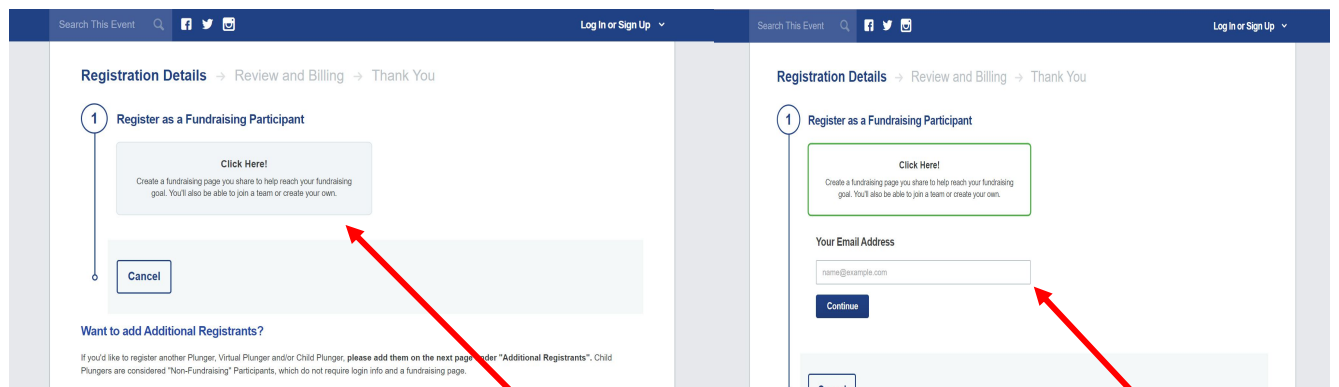 Search This Event
Log In or Sign Up
Registration Details → Review and Billing → Thank You
1
Register as a Fundraising Participant
Click Here!
Create a fundraising page you share to help reach your fundraising
goal. You'll also be able to join a team or create your own.
Cancel
Want to add Additional Registrants?
If you'd like to register another Plunger, Virtual Plunger and/or Child Plunger, please add them on the next page under "Additional Registrants". Child
Plungers are considered "Non-Fundraising" Participants, which do not require login info and a fundraising page.
Search This Event
Log In or Sign Up
Registration Details → Review and Billing → Thank You
1
Register as a Fundraising Participant
Click Here!
Create a fundraising page you share to help reach your fundraising
goal. You'll also be able to join a team or create your own.
Your Email Address
name@example.com
Continue